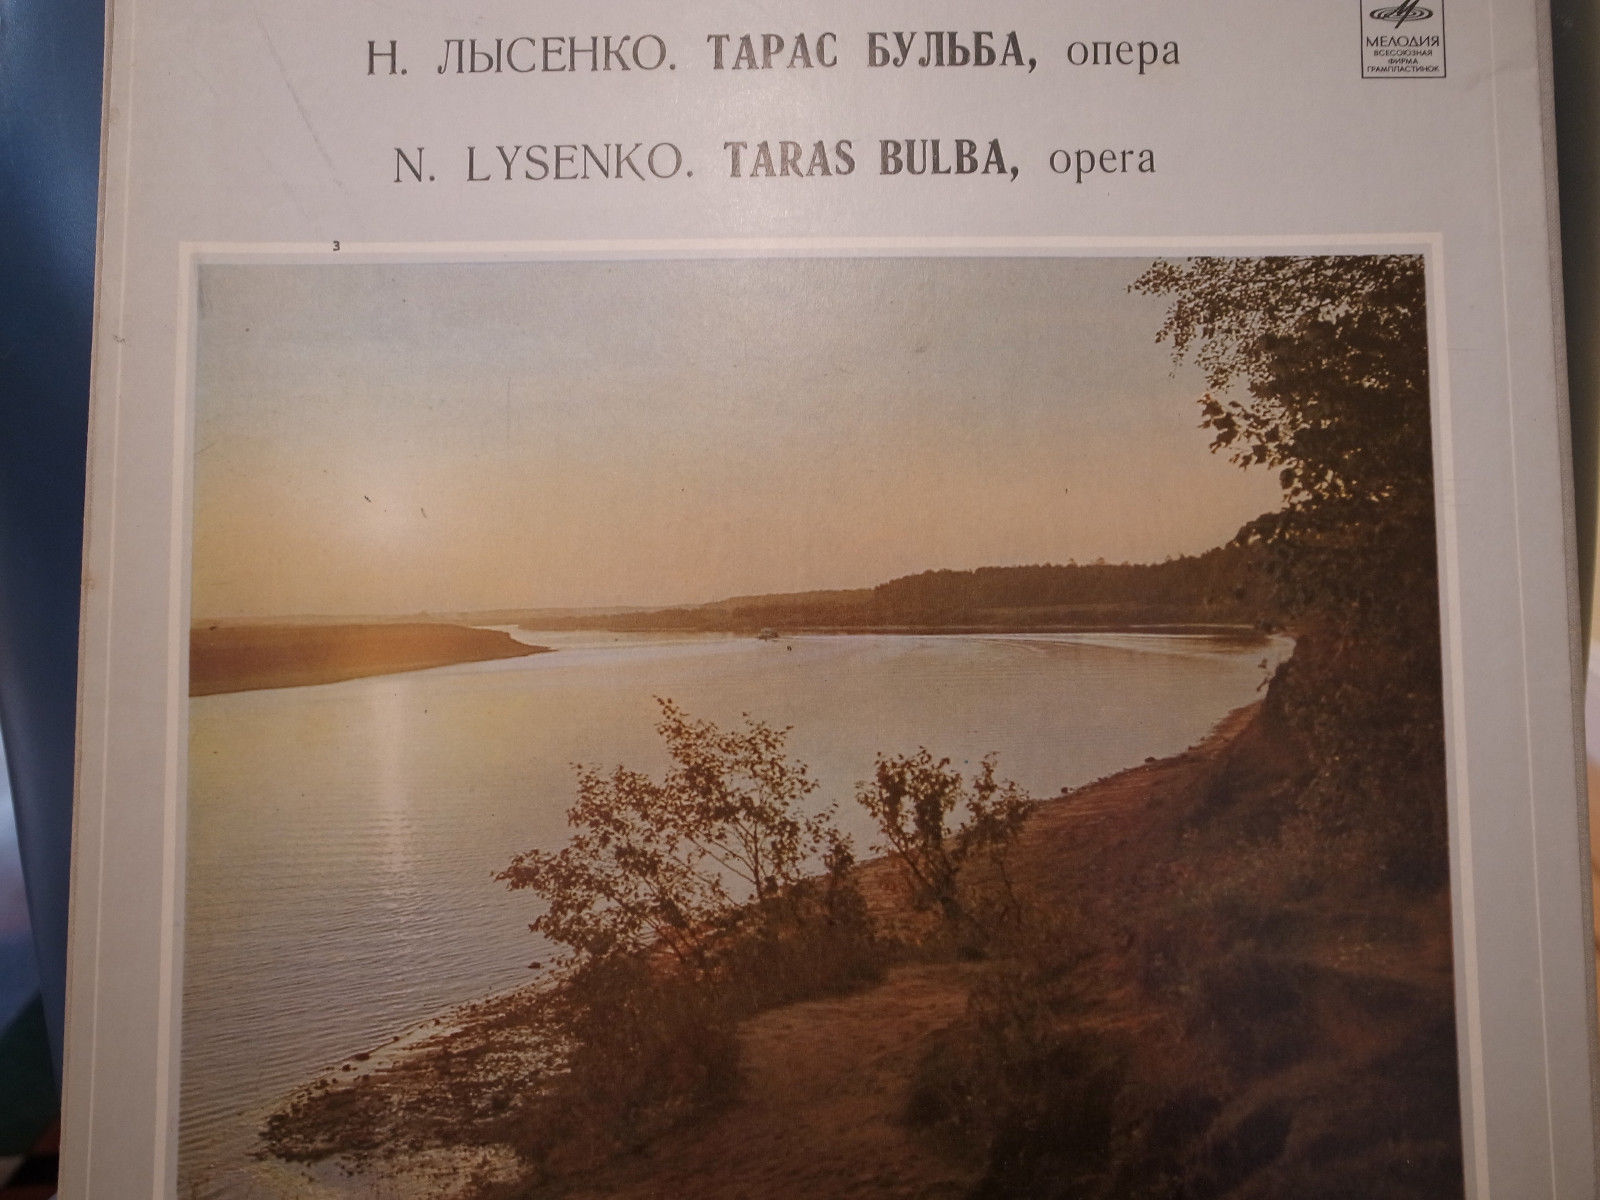 Н. ЛЫСЕНКО. ТАРАС БУЛЬБА, опера
МЕЛОДИЯ
ВСЕСОЮЗНАЯ
ФИРМА
ГРАМПЛАСТИНОК
N. LYSENKO. TARAS BULBA, opera
3